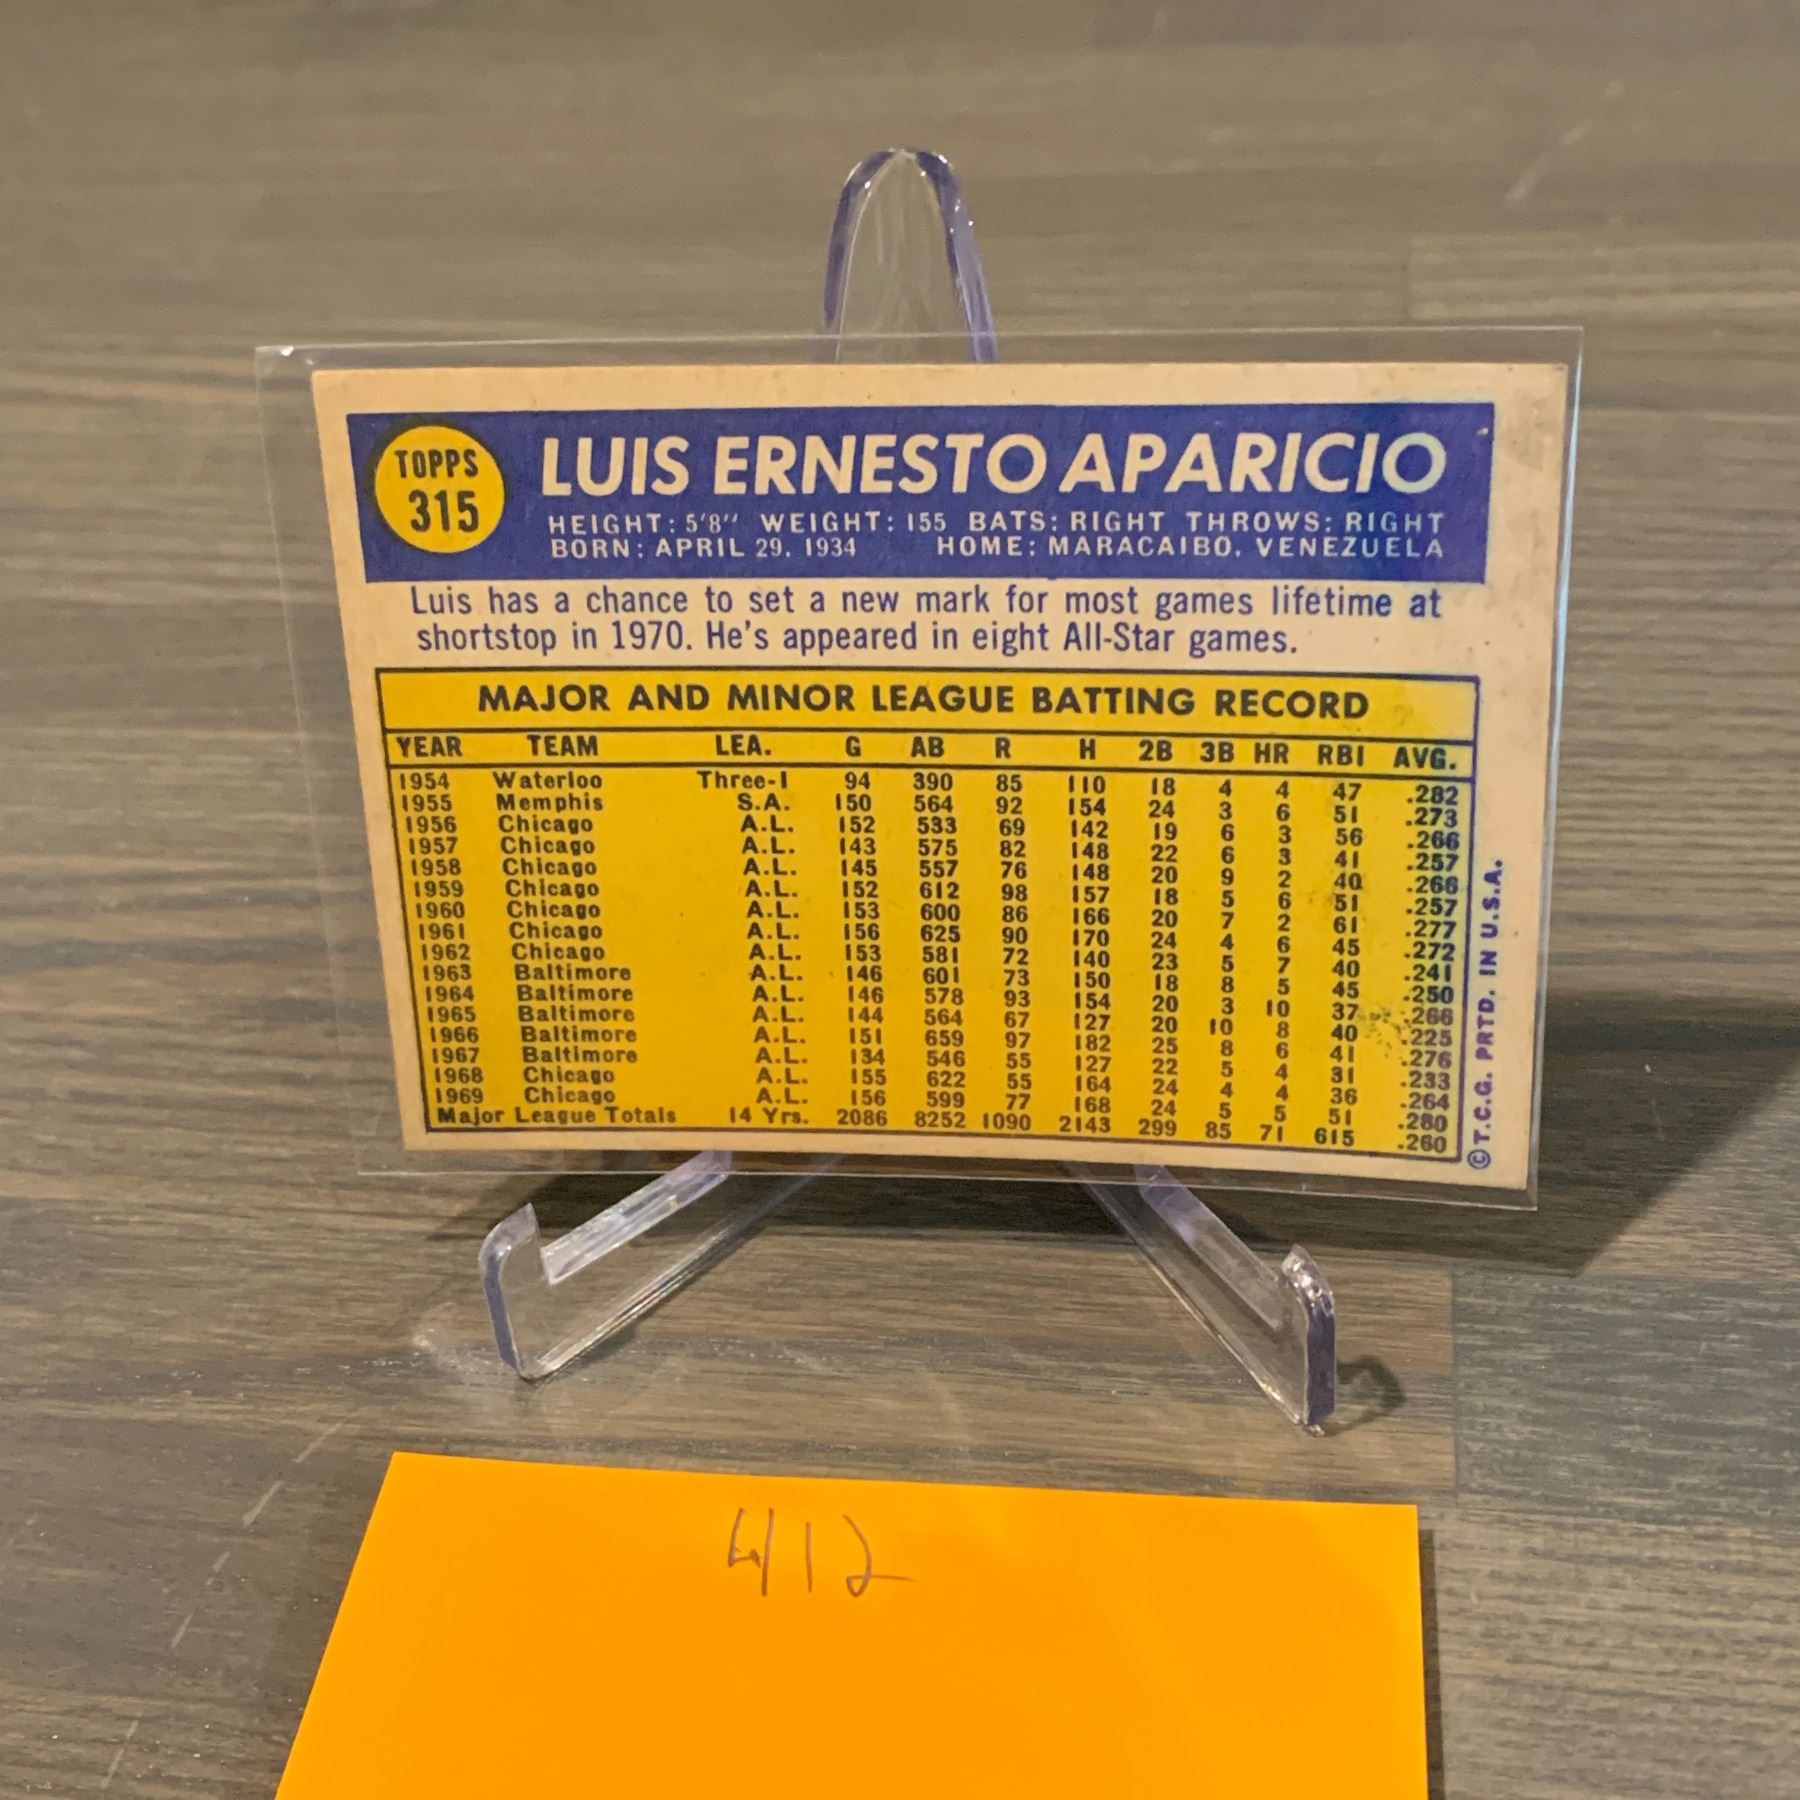 TOPPS
315
LUIS ERNESTO APARICIO
HEIGHT: 5'8" WEIGHT: 155 BATS: RIGHT THROWS: RIGHT
BORN: APRIL 29, 1934 HOME: MARACAIBO, VENEZUELA
Luis has a chance to set a new mark for most games lifetime at
shortstop in 1970. He's appeared in eight All-Star games.
MAJOR AND MINOR LEAGUE BATTING RECORD
YEAR TEAM LEA. G AB R H 2B 3B HR RBI AVG.
1954 Waterloo Three-I 94 390 85 110 18 4 4 47 .282
1955 Memphis S.A. 150 564 92 154 24 3 6 51 .273
1956 Chicago A.L. 152 533 69 142 19 6 3 56 .266
1957 Chicago A.L. 143 575 82 148 22 6 3 41 .257
1958 Chicago A.L. 145 557 76 148 20 9 2 40 .266
1959 Chicago A.L. 152 612 98 157 18 5 6 51 .257
1960 Chicago A.L. 153 600 86 166 20 7 2 61 .277
1961 Chicago A.L. 156 625 90 170 24 4 6 45 .272
1962 Chicago A.L. 153 581 72 140 23 5 7 40 .241
1963 Baltimore A.L. 146 601 73 150 18 8 5 45 .250
1964 Baltimore A.L. 146 578 93 154 20 3 10 37 .266
1965 Baltimore A.L. 144 564 67 127 20 10 8 40 .225
1966 Baltimore A.L. 151 659 97 182 25 8 6 41 .276
1967 Baltimore A.L. 134 546 55 127 22 5 4 31 .233
1968 Chicago A.L. 155 622 55 164 24 4 4 36 .264
1969 Chicago A.L. 156 599 77 168 24 5 5 51 .280
Major League Totals 14 Yrs. 2086 8252 1090 2143 299 85 71 615 .260
©T.C.G. PRTD. IN U.S.A.
412